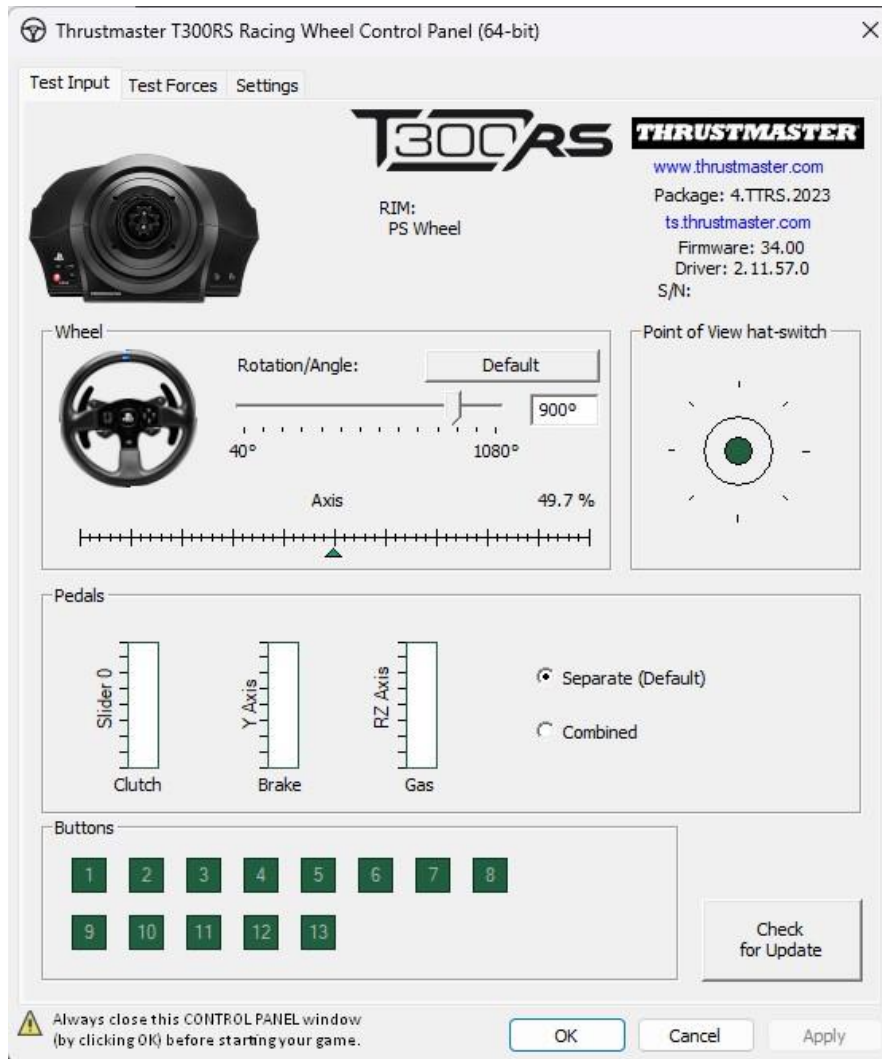 Thrustmaster T300RS Racing Wheel Control Panel (64-bit)
Test Input Test Forces Settings
T300RS
THRUSTMASTER
www.thrustmaster.com
RIM:
PS Wheel
Package: 4.TTRS.2023
ts.thrustmaster.com
Firmware: 34.00
Driver: 2.11.57.0
S/N:
Wheel
Rotation/Angle:
Default
900°
40°
1080°
Axis
49.7 %
Point of View hat-switch
Pedals
Slider 0
Clutch
Y Axis
Brake
RZ Axis
Gas
Separate (Default)
Combined
Buttons
1 2 3 4 5 6 7 8
9 10 11 12 13
Check
for Update
Always close this CONTROL PANEL window
(by clicking OK) before starting your game.
OK
Cancel
Apply